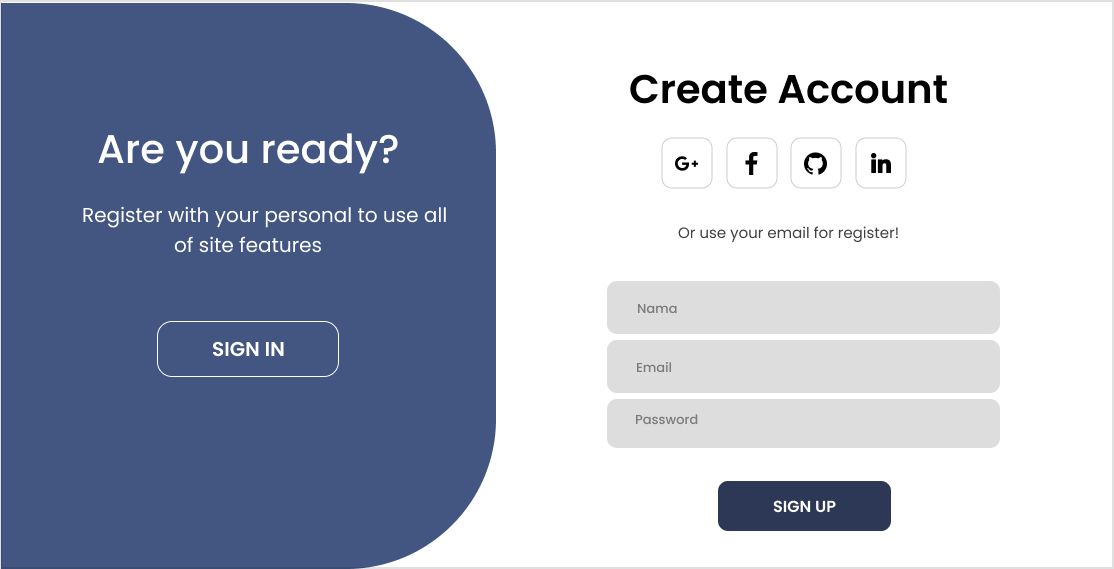 Are you ready?
Register with your personal to use all
of site features
SIGN IN
Create Account
G+ f in
Or use your email for register!
Nama
Email
Password
SIGN UP